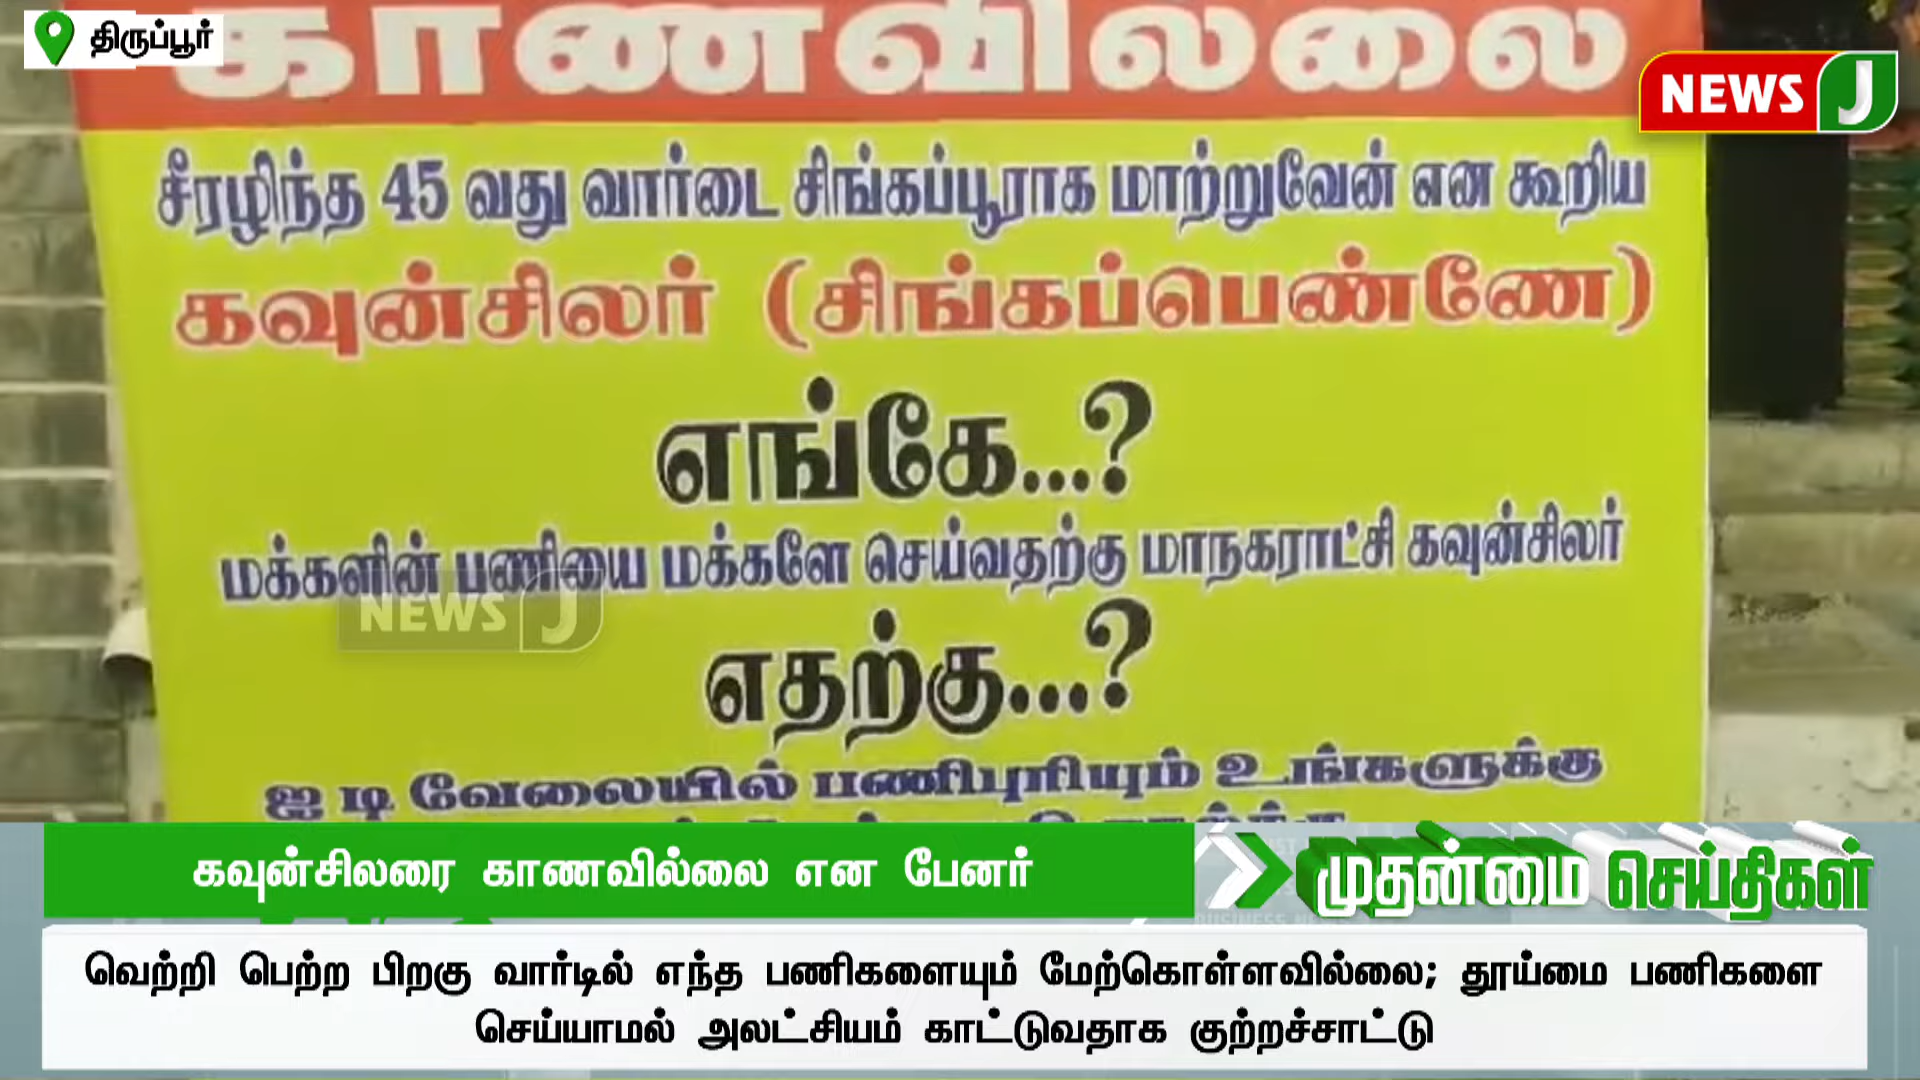 திருப்பூர்
காணவில்லை
NEWS J
சீரழிந்த 45 வது வார்டை சிங்கப்பூராக மாற்றுவேன் என கூறிய
கவுன்சிலர் (சிங்கப்பெண்ணே)
எங்கே...?
மக்களின் பணியை மக்களே செய்வதற்கு மாநகராட்சி கவுன்சிலர்
NEWS J
எதற்கு...?
ஐ டி வேலையில் பணிபுரியும் உங்களுக்கு
கவுன்சிலரை காணவில்லை என பேனர்
முதன்மை செய்திகள்
வெற்றி பெற்ற பிறகு வார்டில் எந்த பணிகளையும் மேற்கொள்ளவில்லை; தூய்மை பணிகளை
செய்யாமல் அலட்சியம் காட்டுவதாக குற்றச்சாட்டு